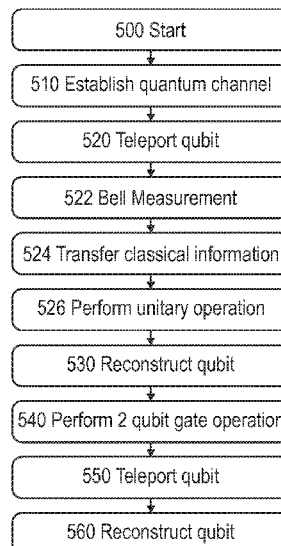 500 Start
510 Establish quantum channel
520 Teleport qubit
522 Bell Measurement
524 Transfer classical information
526 Perform unitary operation
530 Reconstruct qubit
540 Perform 2 qubit gate operation
550 Teleport qubit
560 Reconstruct qubit